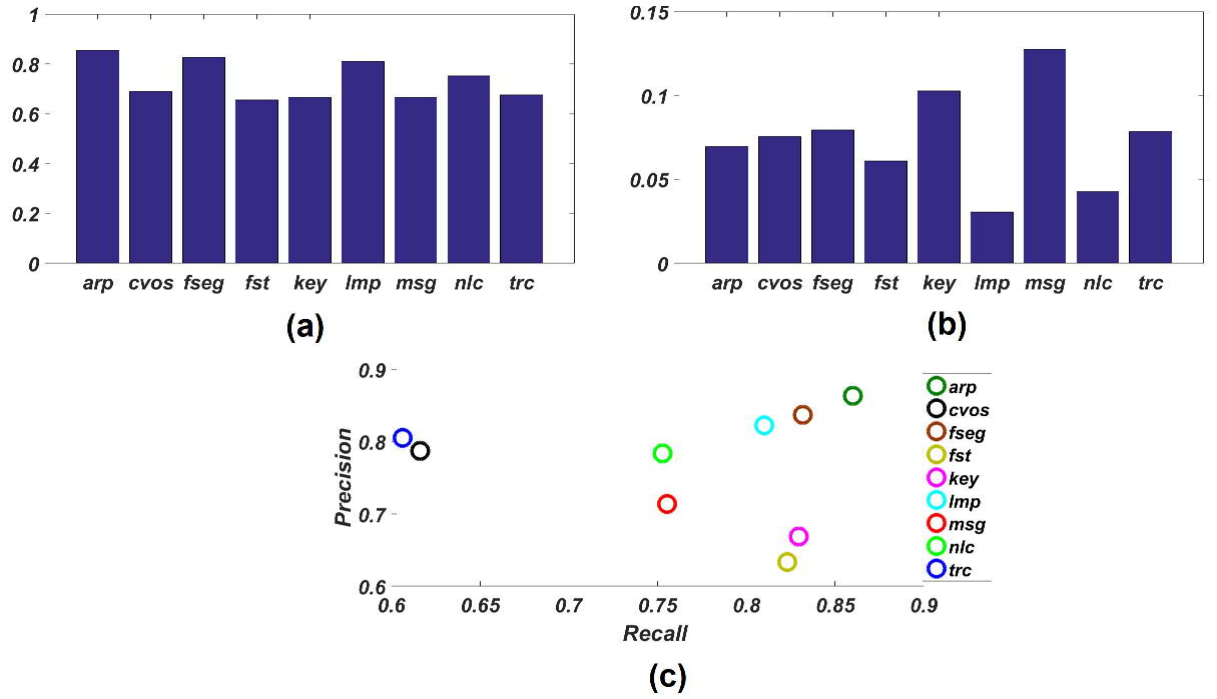 1
0.8
0.6
0.4
0.2
0
arp cvos fseg fst key lmp msg nlc trc
(a)
0.15
0.1
0.05
0
arp cvos fseg fst key lmp msg nlc trc
(b)
Precision
0.9
0.8
0.7
0.6
0.6 0.65 0.7 0.75 0.8 0.85 0.9
Recall
arp
cvos
fseg
fst
key
lmp
msg
nlc
trc
(c)